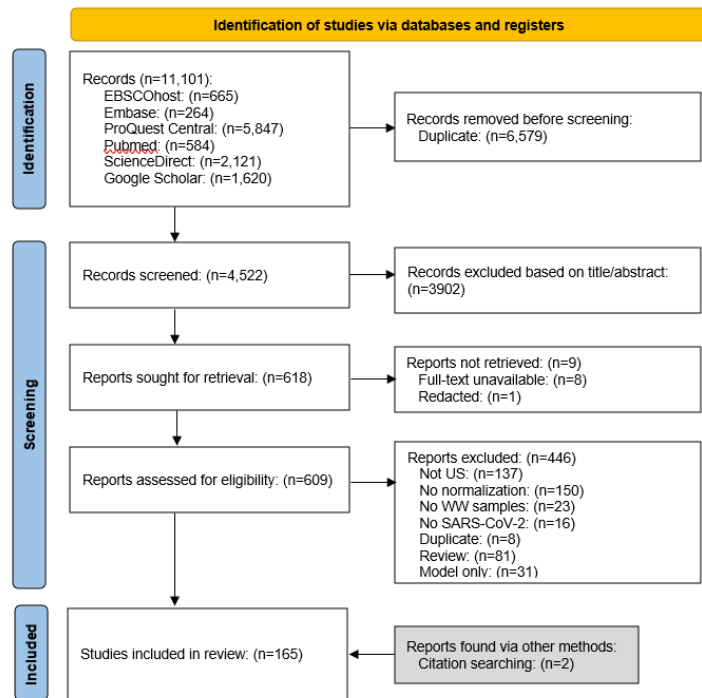 Identification of studies via databases and registers
Identification
Records (n=11,101):
EBSCOhost: (n=665)
Embase: (n=264)
ProQuest Central: (n=5,847)
Pubmed: (n=584)
ScienceDirect: (n=2,121)
Google Scholar: (n=1,620)
Records removed before screening:
Duplicate: (n=6,579)
Screening
Records screened: (n=4,522)
Records excluded based on title/abstract:
(n=3902)
Reports sought for retrieval: (n=618)
Reports not retrieved: (n=9)
Full-text unavailable: (n=8)
Redacted: (n=1)
Reports assessed for eligibility: (n=609)
Reports excluded: (n=446)
Not US: (n=137)
No normalization: (n=150)
No WW samples: (n=23)
No SARS-CoV-2: (n=16)
Duplicate: (n=8)
Review: (n=81)
Model only: (n=31)
Included
Studies included in review: (n=165)
Reports found via other methods:
Citation searching: (n=2)